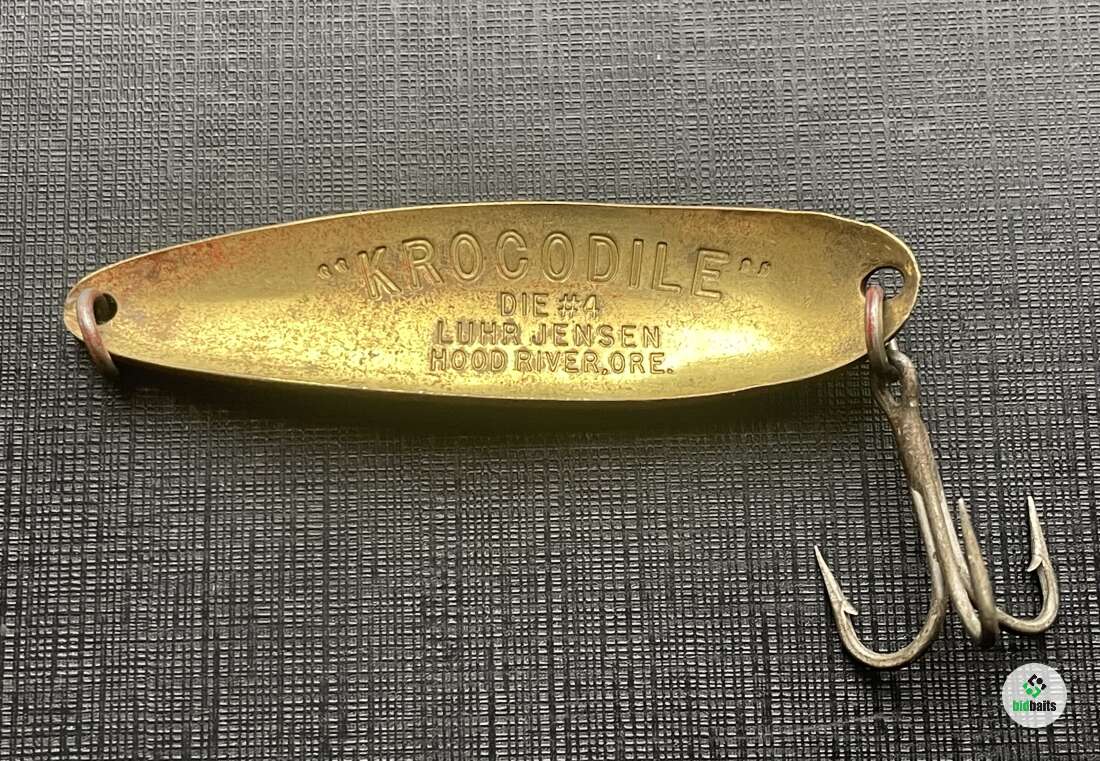 "KROCODILE"
DIE #4
LUHR JENSEN
HOOD RIVER, ORE.
bidbaits